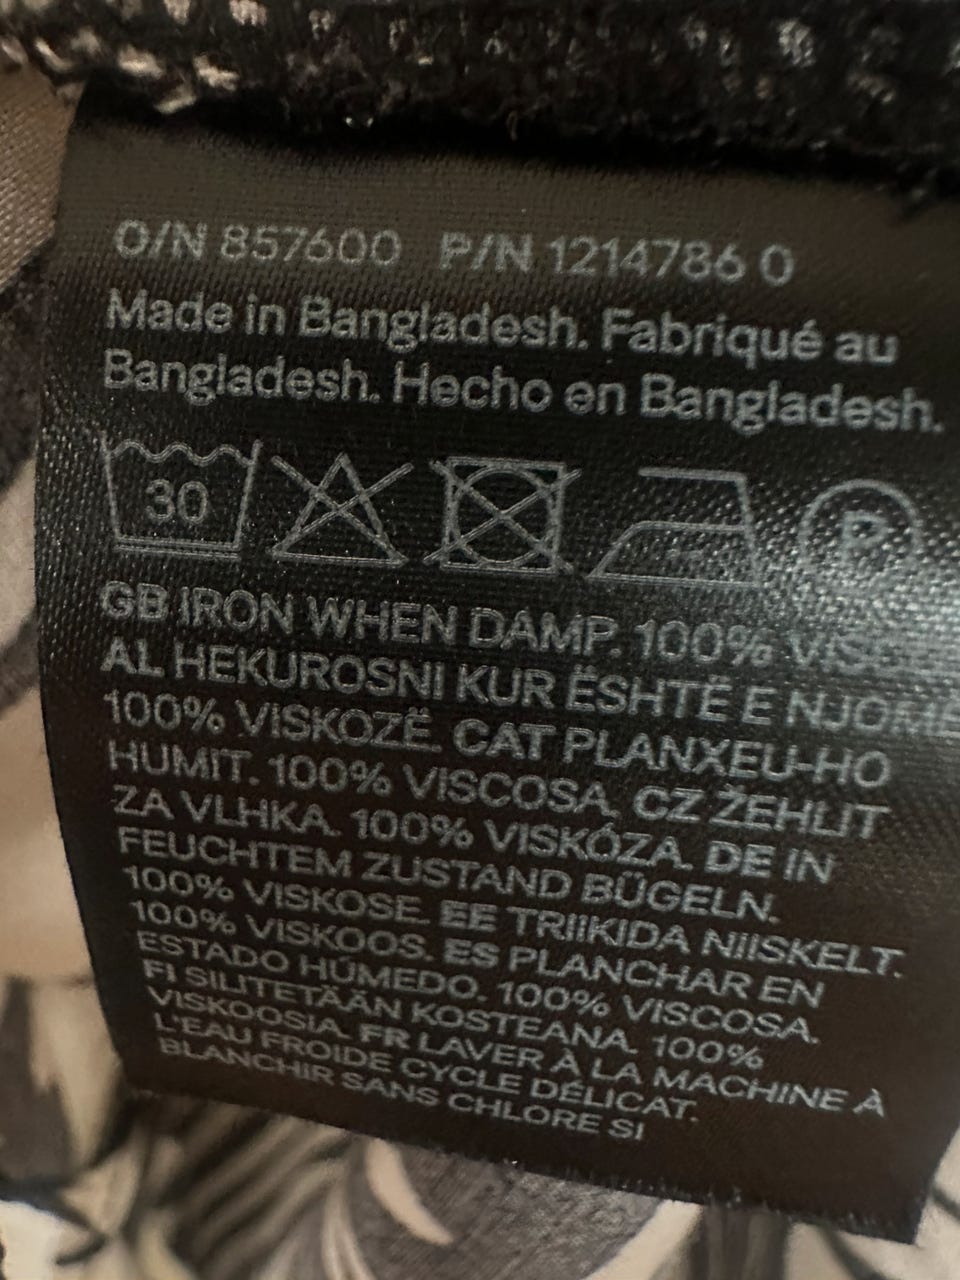 O/N 857600 P/N 1214786 0
Made in Bangladesh. Fabriqué au
Bangladesh. Hecho en Bangladesh.
30
P
GB IRON WHEN DAMP. 100%
AL HEKUROSNI KUR ËSHTË E NJOMË
100% VISKOZË. CAT PLANXEU-HO
HUMIT. 100% VISCOSA. CZ ŽEHLIT
ZA VLHKA. 100% VISKÓZA. DE IN
FEUCHTEM ZUSTAND BÜGELN.
100% VISKOSE. EE TRIIKIDA NIISKELT.
100% VISKOOS. ES PLANCHAR EN
ESTADO HÚMEDO. 100% VISCOSA.
FI SILITETÄÄN KOSTEANA. 100%
VISKOOSIA. FR LAVER À LA MACHINE À
L'EAU FROIDE CYCLE DÉLICAT.
BLANCHIR SANS CHLORE SI